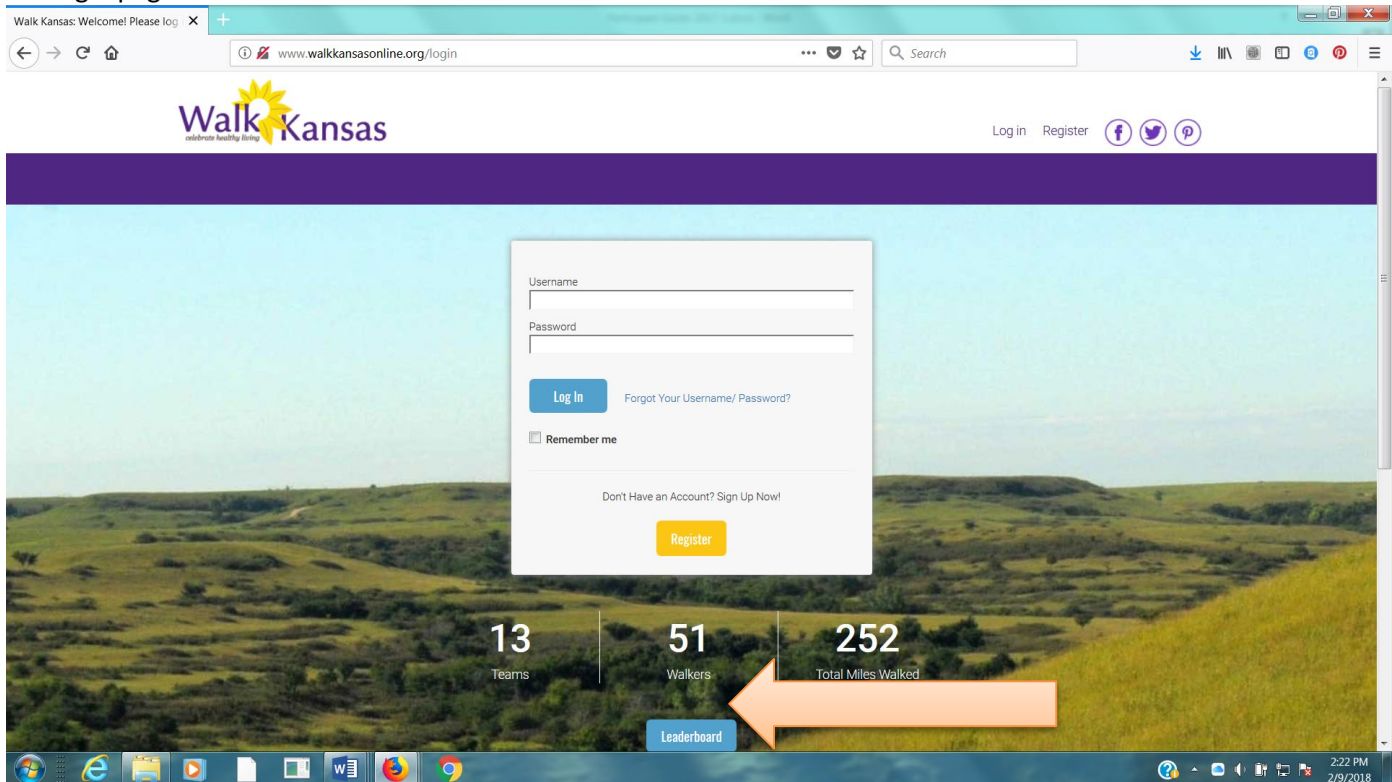 Walk Kansas: Welcome! Please log
www.walkkansasonline.org/login
Search
Walk Kansas
celebrate healthy living
Log in Register
Username
Password
Log In Forgot Your Username/ Password?
Remember me
Don't Have an Account? Sign Up Now!
Register
13 51 252
Teams Walkers Total Miles Walked
Leaderboard
2:22 PM
2/9/2018